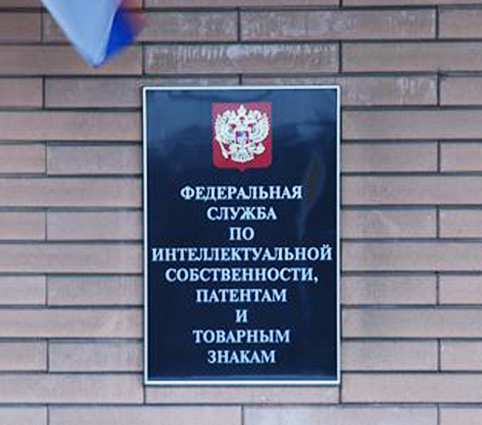 ФЕДЕРАЛЬНАЯ
СЛУЖБА
ПО
ИНТЕЛЛЕКТУАЛЬНОЙ
СОБСТВЕННОСТИ,
ПАТЕНТАМ
И
ТОВАРНЫМ
ЗНАКАМ